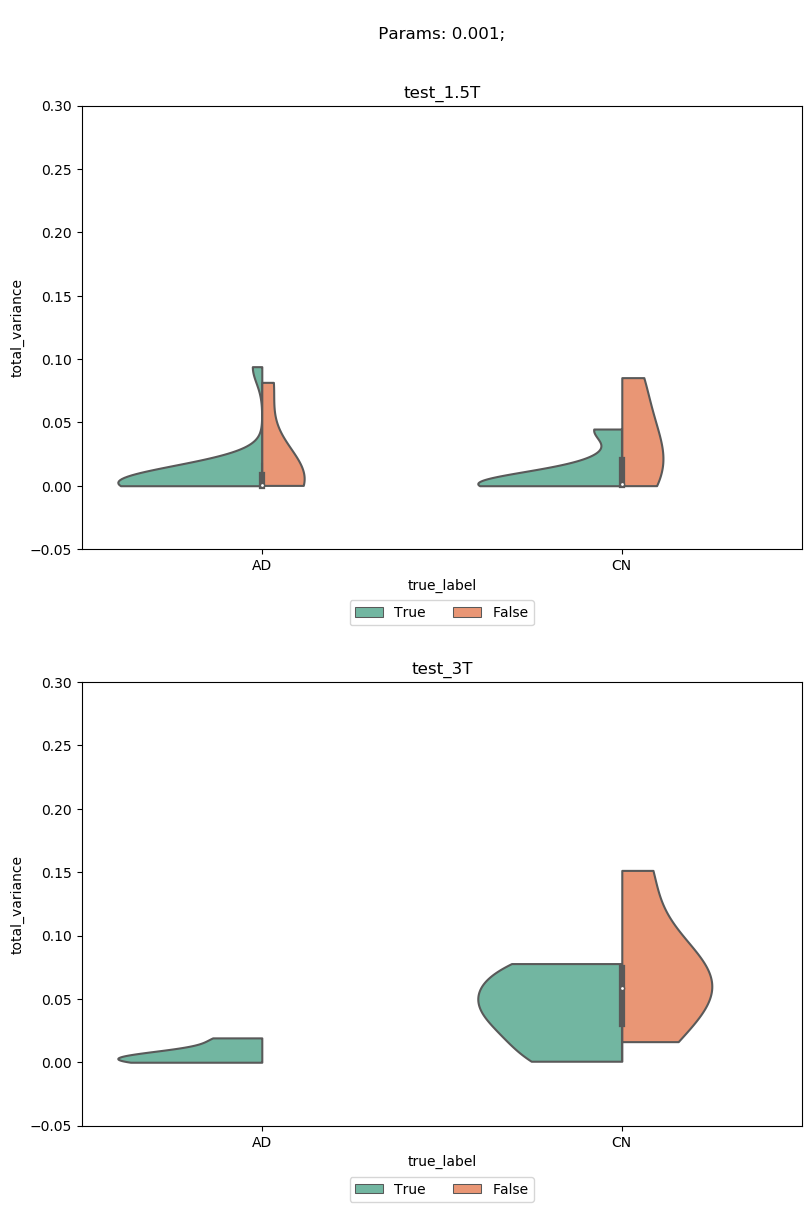 Params: 0.001;
test_1.5T
0.30
0.25
0.20
0.15
0.10
0.05
0.00
−0.05
total_variance
AD CN
true_label
True False
test_3T
0.30
0.25
0.20
0.15
0.10
0.05
0.00
−0.05
total_variance
AD CN
true_label
True False